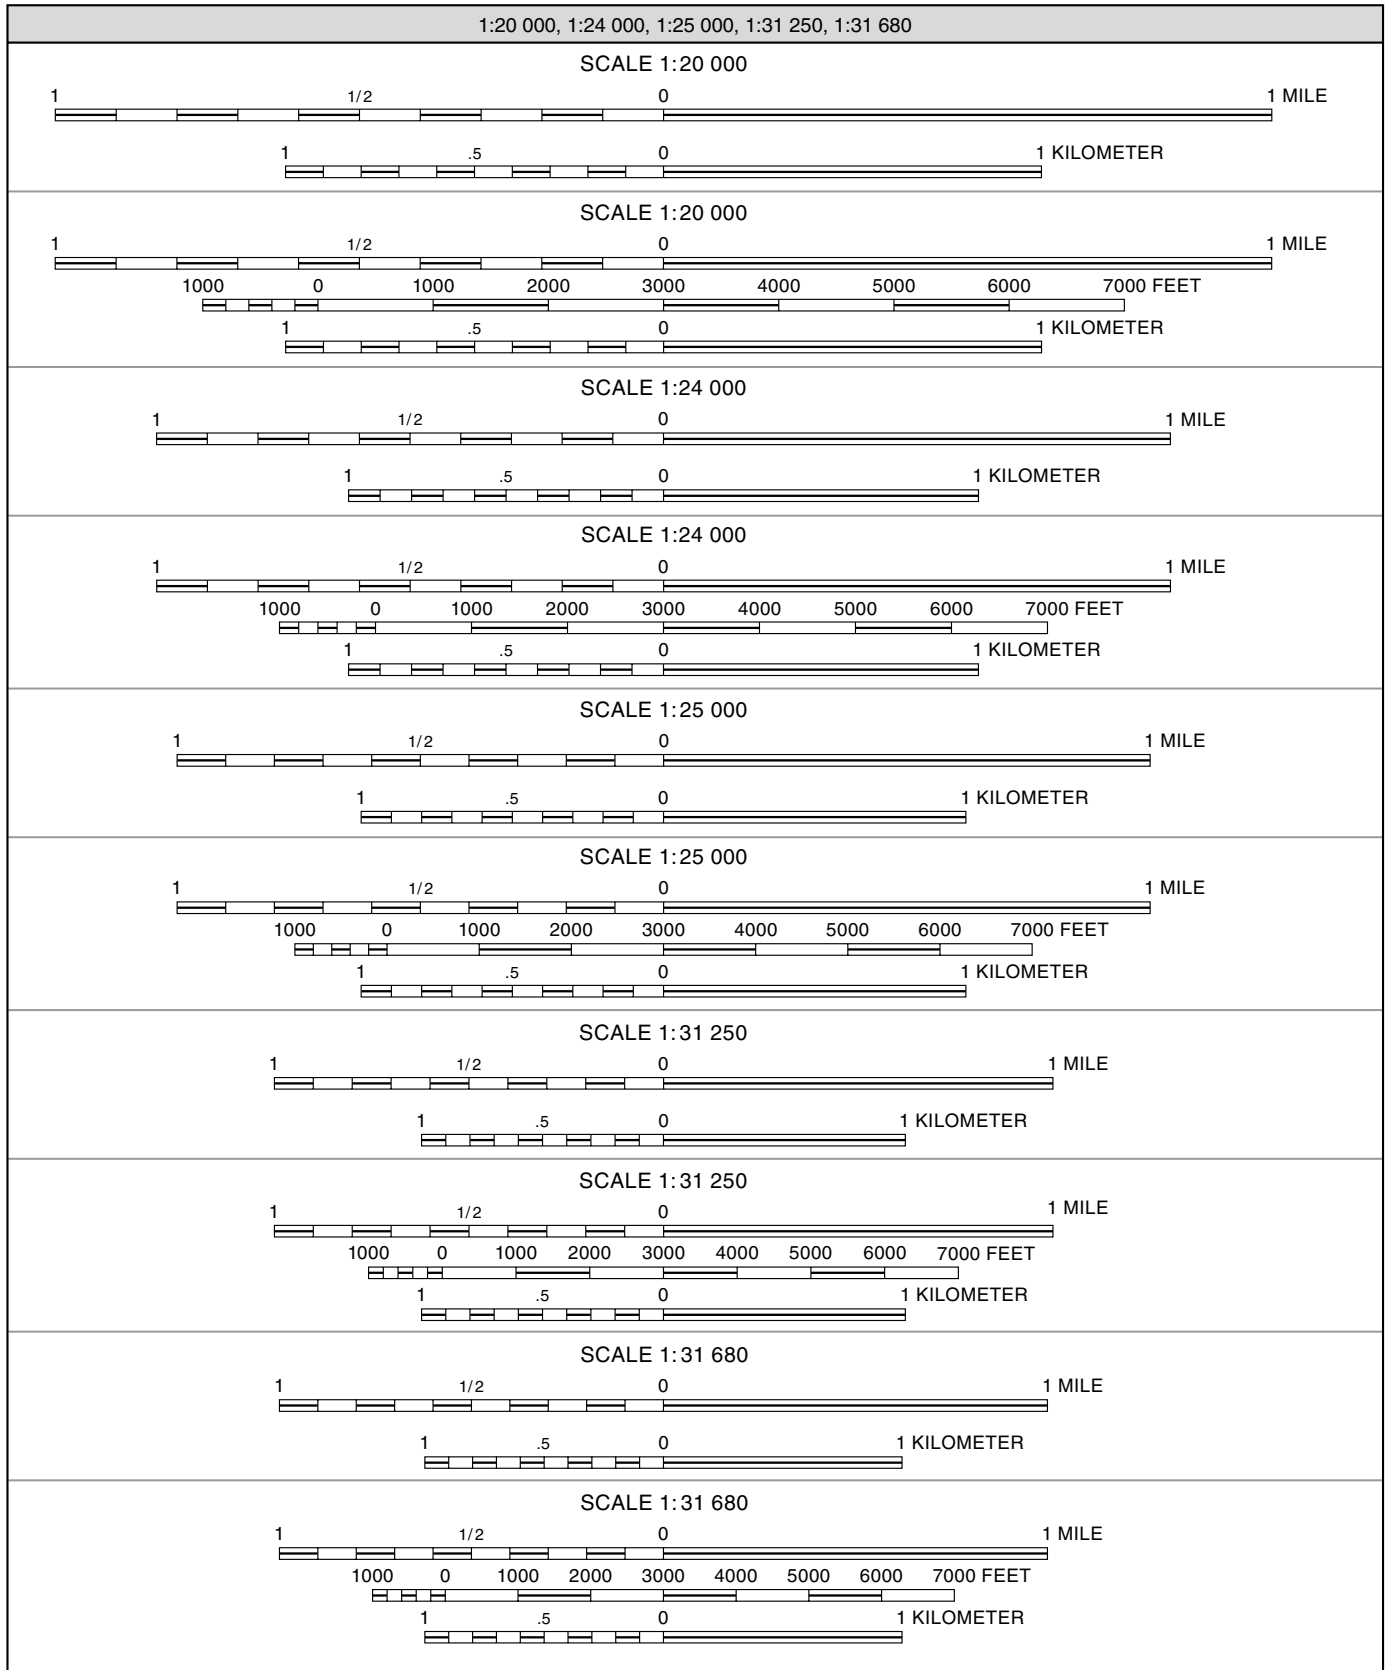 1:20 000, 1:24 000, 1:25 000, 1:31 250, 1:31 680
SCALE 1:20 000
1 1/2 0 1 MILE
1 .5 0 1 KILOMETER
SCALE 1:20 000
1 1/2 0 1 MILE
1000 0 1000 2000 3000 4000 5000 6000 7000 FEET
1 .5 0 1 KILOMETER
SCALE 1:24 000
1 1/2 0 1 MILE
1 .5 0 1 KILOMETER
SCALE 1:24 000
1 1/2 0 1 MILE
1000 0 1000 2000 3000 4000 5000 6000 7000 FEET
1 .5 0 1 KILOMETER
SCALE 1:25 000
1 1/2 0 1 MILE
1 .5 0 1 KILOMETER
SCALE 1:25 000
1 1/2 0 1 MILE
1000 0 1000 2000 3000 4000 5000 6000 7000 FEET
1 .5 0 1 KILOMETER
SCALE 1:31 250
1 1/2 0 1 MILE
1 .5 0 1 KILOMETER
SCALE 1:31 250
1 1/2 0 1 MILE
1000 0 1000 2000 3000 4000 5000 6000 7000 FEET
1 .5 0 1 KILOMETER
SCALE 1:31 680
1 1/2 0 1 MILE
1 .5 0 1 KILOMETER
SCALE 1:31 680
1 1/2 0 1 MILE
1000 0 1000 2000 3000 4000 5000 6000 7000 FEET
1 .5 0 1 KILOMETER